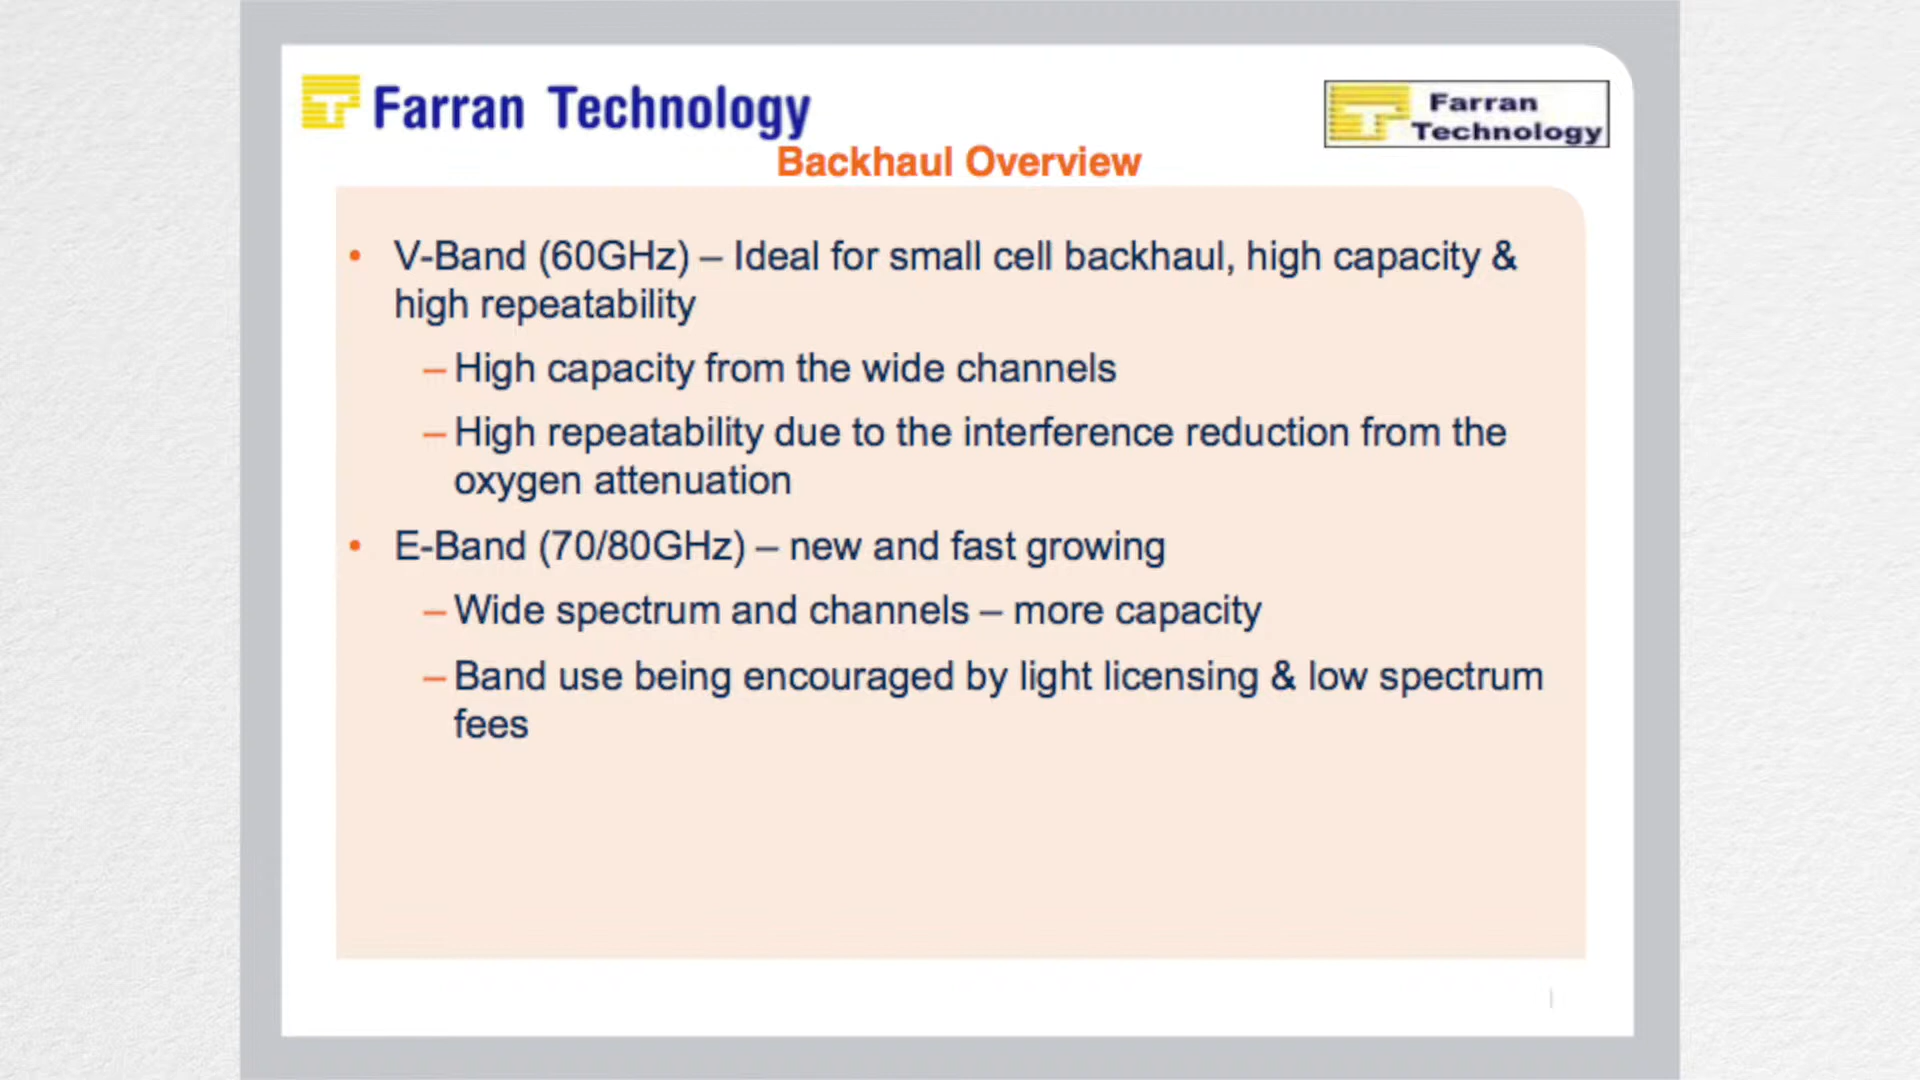 Farran Technology
Farran
Technology
Backhaul Overview
• V-Band (60GHz) – Ideal for small cell backhaul, high capacity &
high repeatability
– High capacity from the wide channels
– High repeatability due to the interference reduction from the
oxygen attenuation
• E-Band (70/80GHz) – new and fast growing
– Wide spectrum and channels – more capacity
– Band use being encouraged by light licensing & low spectrum
fees